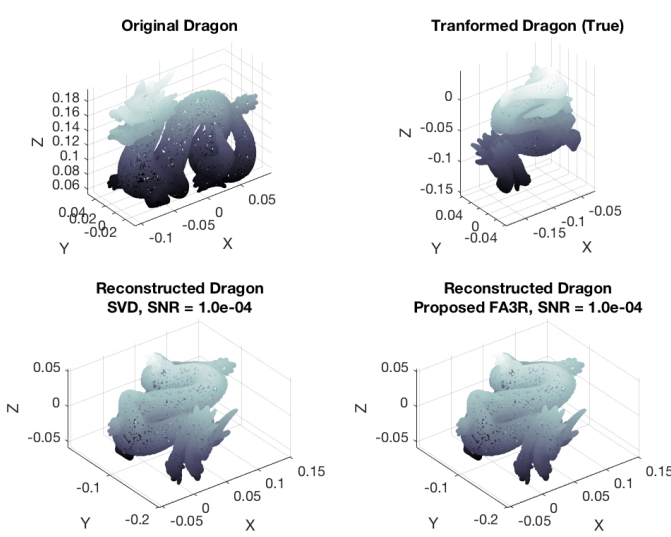 Original Dragon
0.18
0.16
0.14
0.12
0.1
0.08
0.06
Z
0.04
0.02
0
-0.02
Y
-0.1
-0.05
0
0.05
X
Tranformed Dragon (True)
0
-0.05
-0.1
-0.15
Z
0.04
0
-0.04
Y
-0.15
-0.1
-0.05
X
Reconstructed Dragon
SVD, SNR = 1.0e-04
0.05
0
-0.05
Z
-0.1
-0.2
Y
-0.05
0
0.05
0.1
0.15
X
Reconstructed Dragon
Proposed FA3R, SNR = 1.0e-04
0.05
0
-0.05
Z
-0.1
-0.2
Y
-0.05
0
0.05
0.1
0.15
X